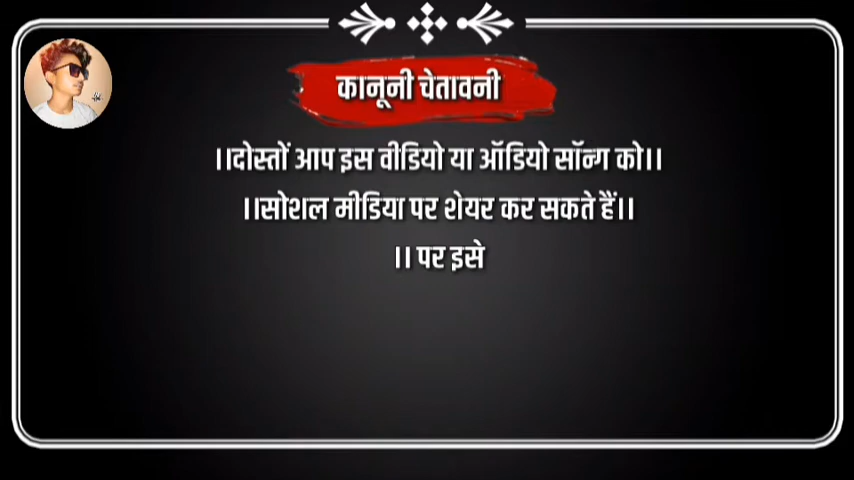 कानूनी चेतावनी
।।दोस्तों आप इस वीडियो या ऑडियो सॉन्ग को।।
।।सोशल मीडिया पर शेयर कर सकते हैं।।
।। पर इसे